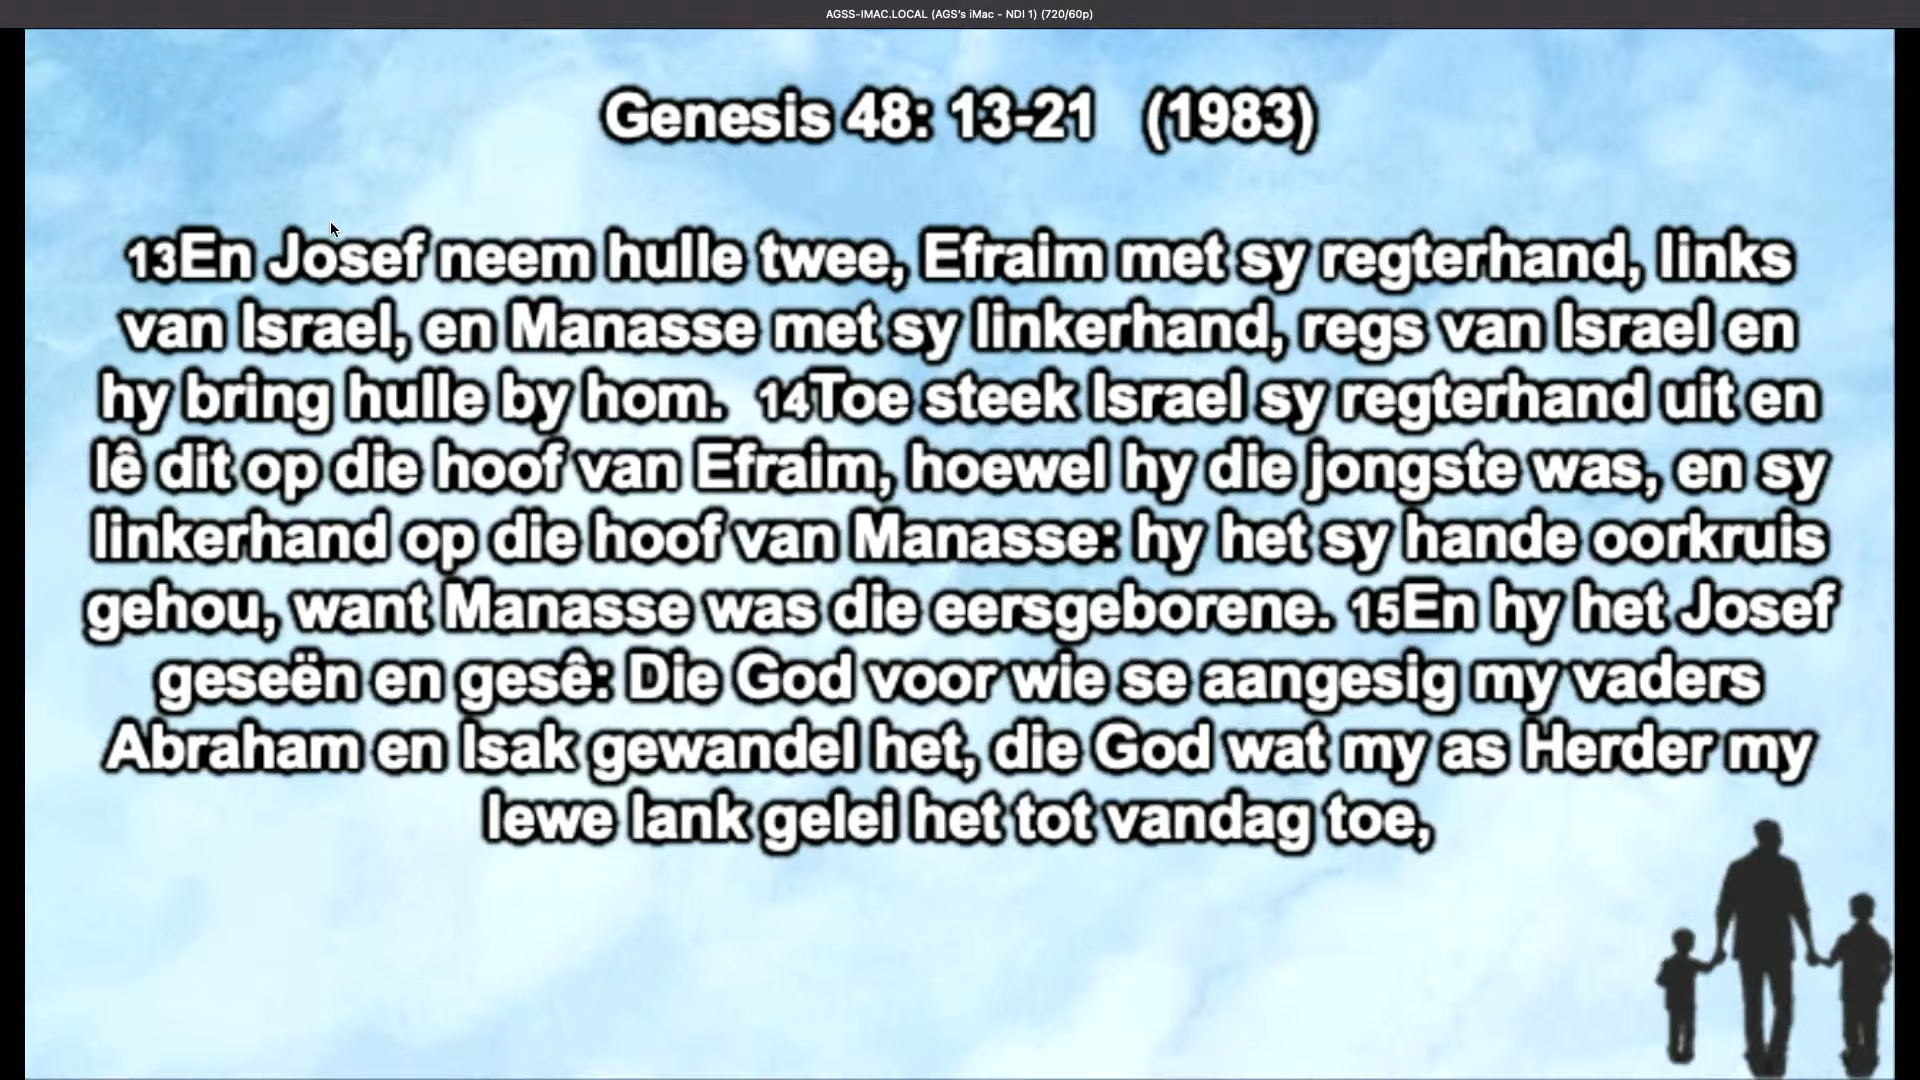 AGSS-IMAC.LOCAL (AGS's iMac - NDI 1) (720/60p)
Genesis 48: 13-21 (1983)
13En Josef neem hulle twee, Efraim met sy regterhand, links
van Israel, en Manasse met sy linkerhand, regs van Israel en
hy bring hulle by hom. 14Toe steek Israel sy regterhand uit en
lê dit op die hoof van Efraim, hoewel hy die jongste was, en sy
linkerhand op die hoof van Manasse: hy het sy hande oorkruis
gehou, want Manasse was die eersgeborene. 15En hy het Josef
geseën en gesê: Die God voor wie se aangesig my vaders
Abraham en Isak gewandel het, die God wat my as Herder my
lewe lank gelei het tot vandag toe,